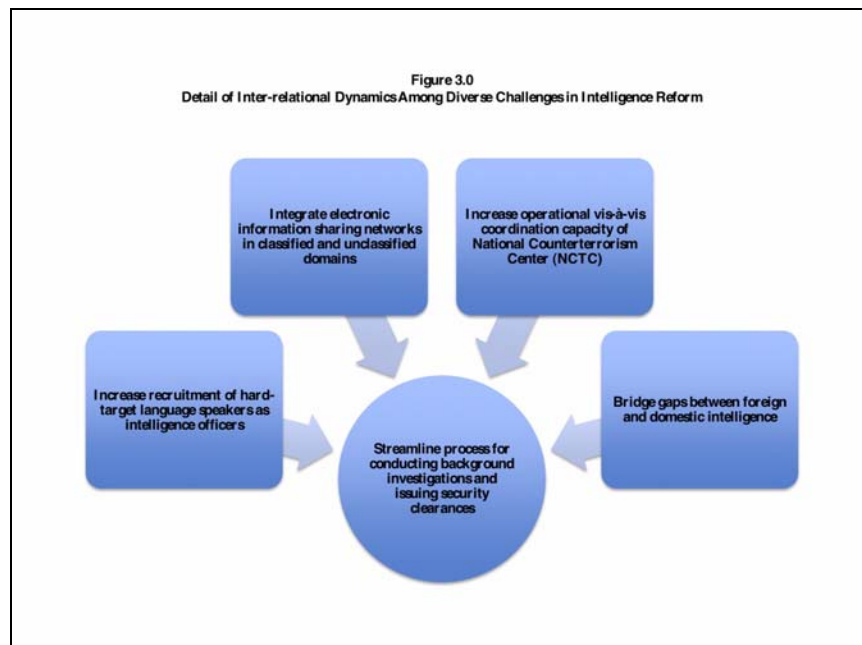 Figure 3.0
Detail of Inter-relational Dynamics Among Diverse Challenges in Intelligence Reform
Integrate electronic
information sharing networks
in classified and unclassified
domains
Increase operational vis-à-vis
coordination capacity of
National Counterterrorism
Center (NCTC)
Increase recruitment of hard-
target language speakers as
intelligence officers
Bridge gaps between foreign
and domestic intelligence
Streamline process for
conducting background
investigations and
issuing security
clearances